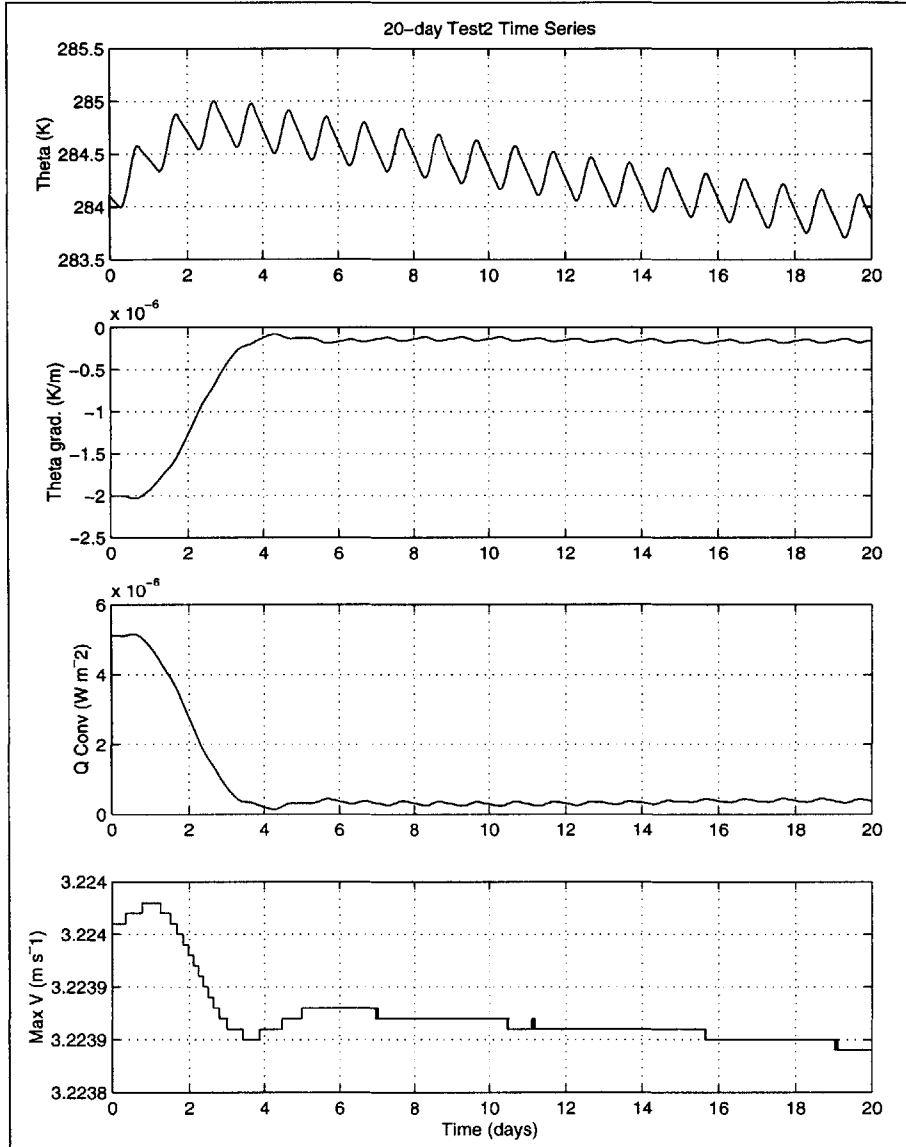 20-day Test2 Time Series
285.5
285
284.5
284
283.5
Theta (K)
0 2 4 6 8 10 12 14 16 18 20
x 10^-6
0
-0.5
-1
-1.5
-2
-2.5
Theta grad. (K/m)
0 2 4 6 8 10 12 14 16 18 20
x 10^-6
6
4
2
0
Q Conv (W m^-2)
0 2 4 6 8 10 12 14 16 18 20
3.224
3.224
3.2239
3.2239
3.2238
Max V (m s^-1)
0 2 4 6 8 10 12 14 16 18 20
Time (days)